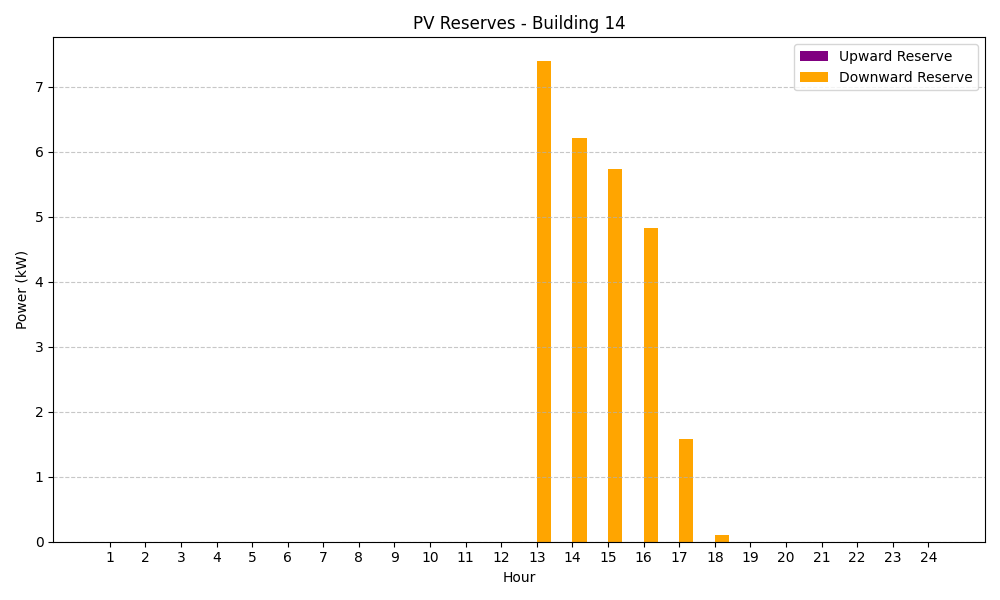 PV Reserves - Building 14
Upward Reserve
Downward Reserve
Power (kW)
7
6
5
4
3
2
1
0
1 2 3 4 5 6 7 8 9 10 11 12 13 14 15 16 17 18 19 20 21 22 23 24
Hour